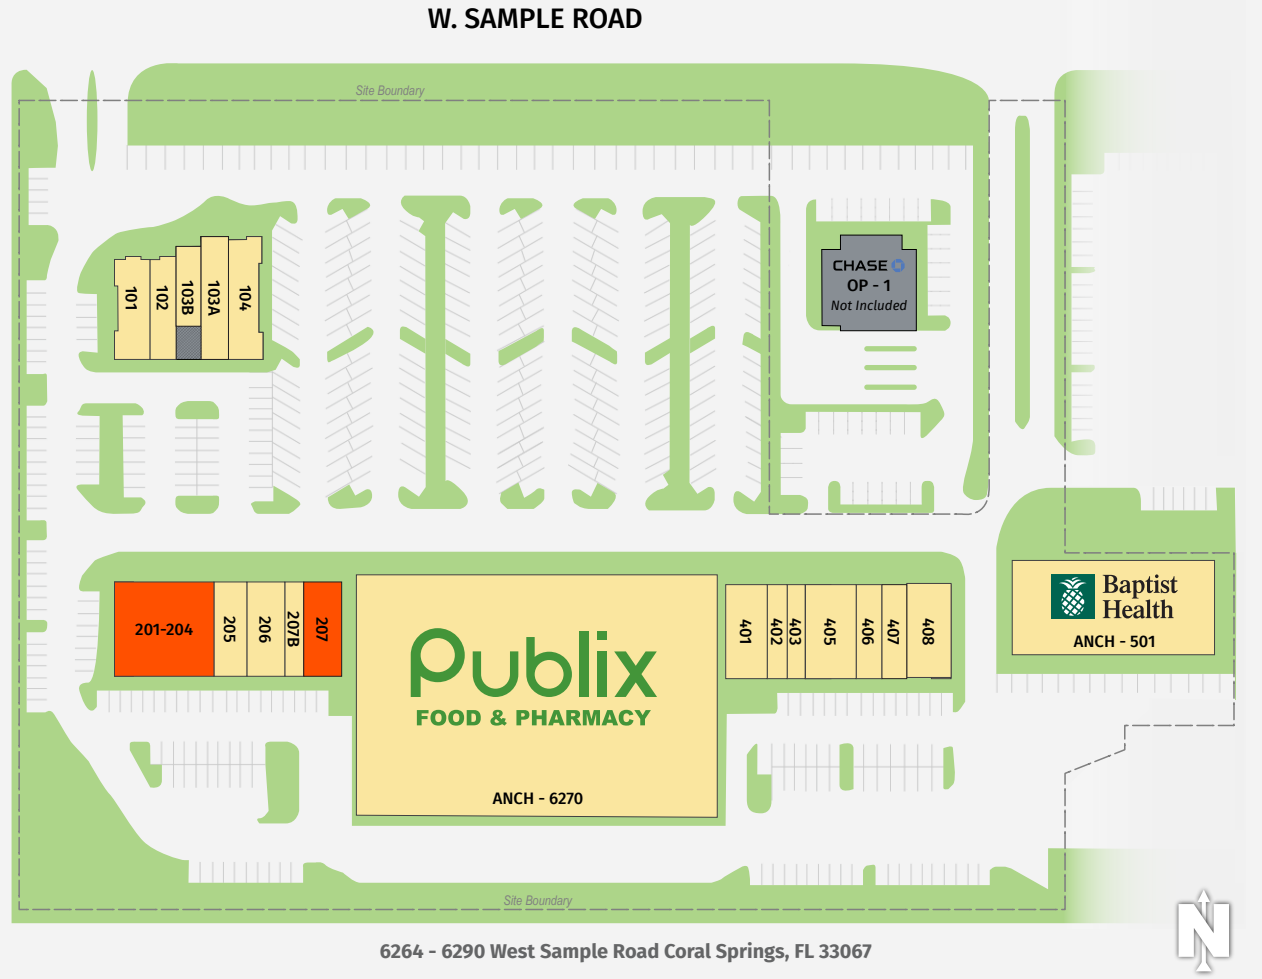 W. SAMPLE ROAD
Site Boundary
101
102
103B
103A
104
CHASE
OP - 1
Not Included
201-204
205
206
207B
207
Publix
FOOD & PHARMACY
ANCH - 6270
401
402
403
405
406
407
408
Baptist
Health
ANCH - 501
Site Boundary
N
6264 - 6290 West Sample Road Coral Springs, FL 33067